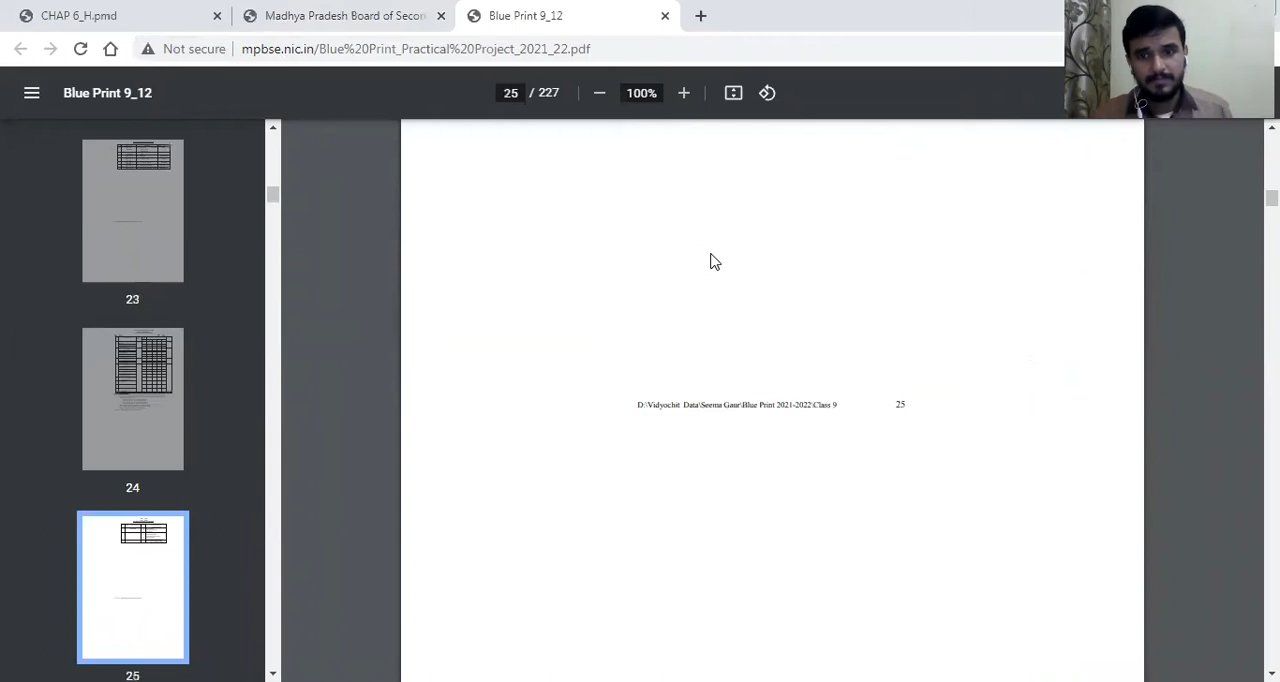 CHAP 6_H.pmd
Madhya Pradesh Board of Secon
Blue Print 9_12
Not secure
mpbse.nic.in/Blue%20Print_Practical%20Project_2021_22.pdf
Blue Print 9_12
25 / 227
100%
23
24
25
D:\Vidyochit Data\Seema Gaur\Blue Print 2021-2022\Class 9
25